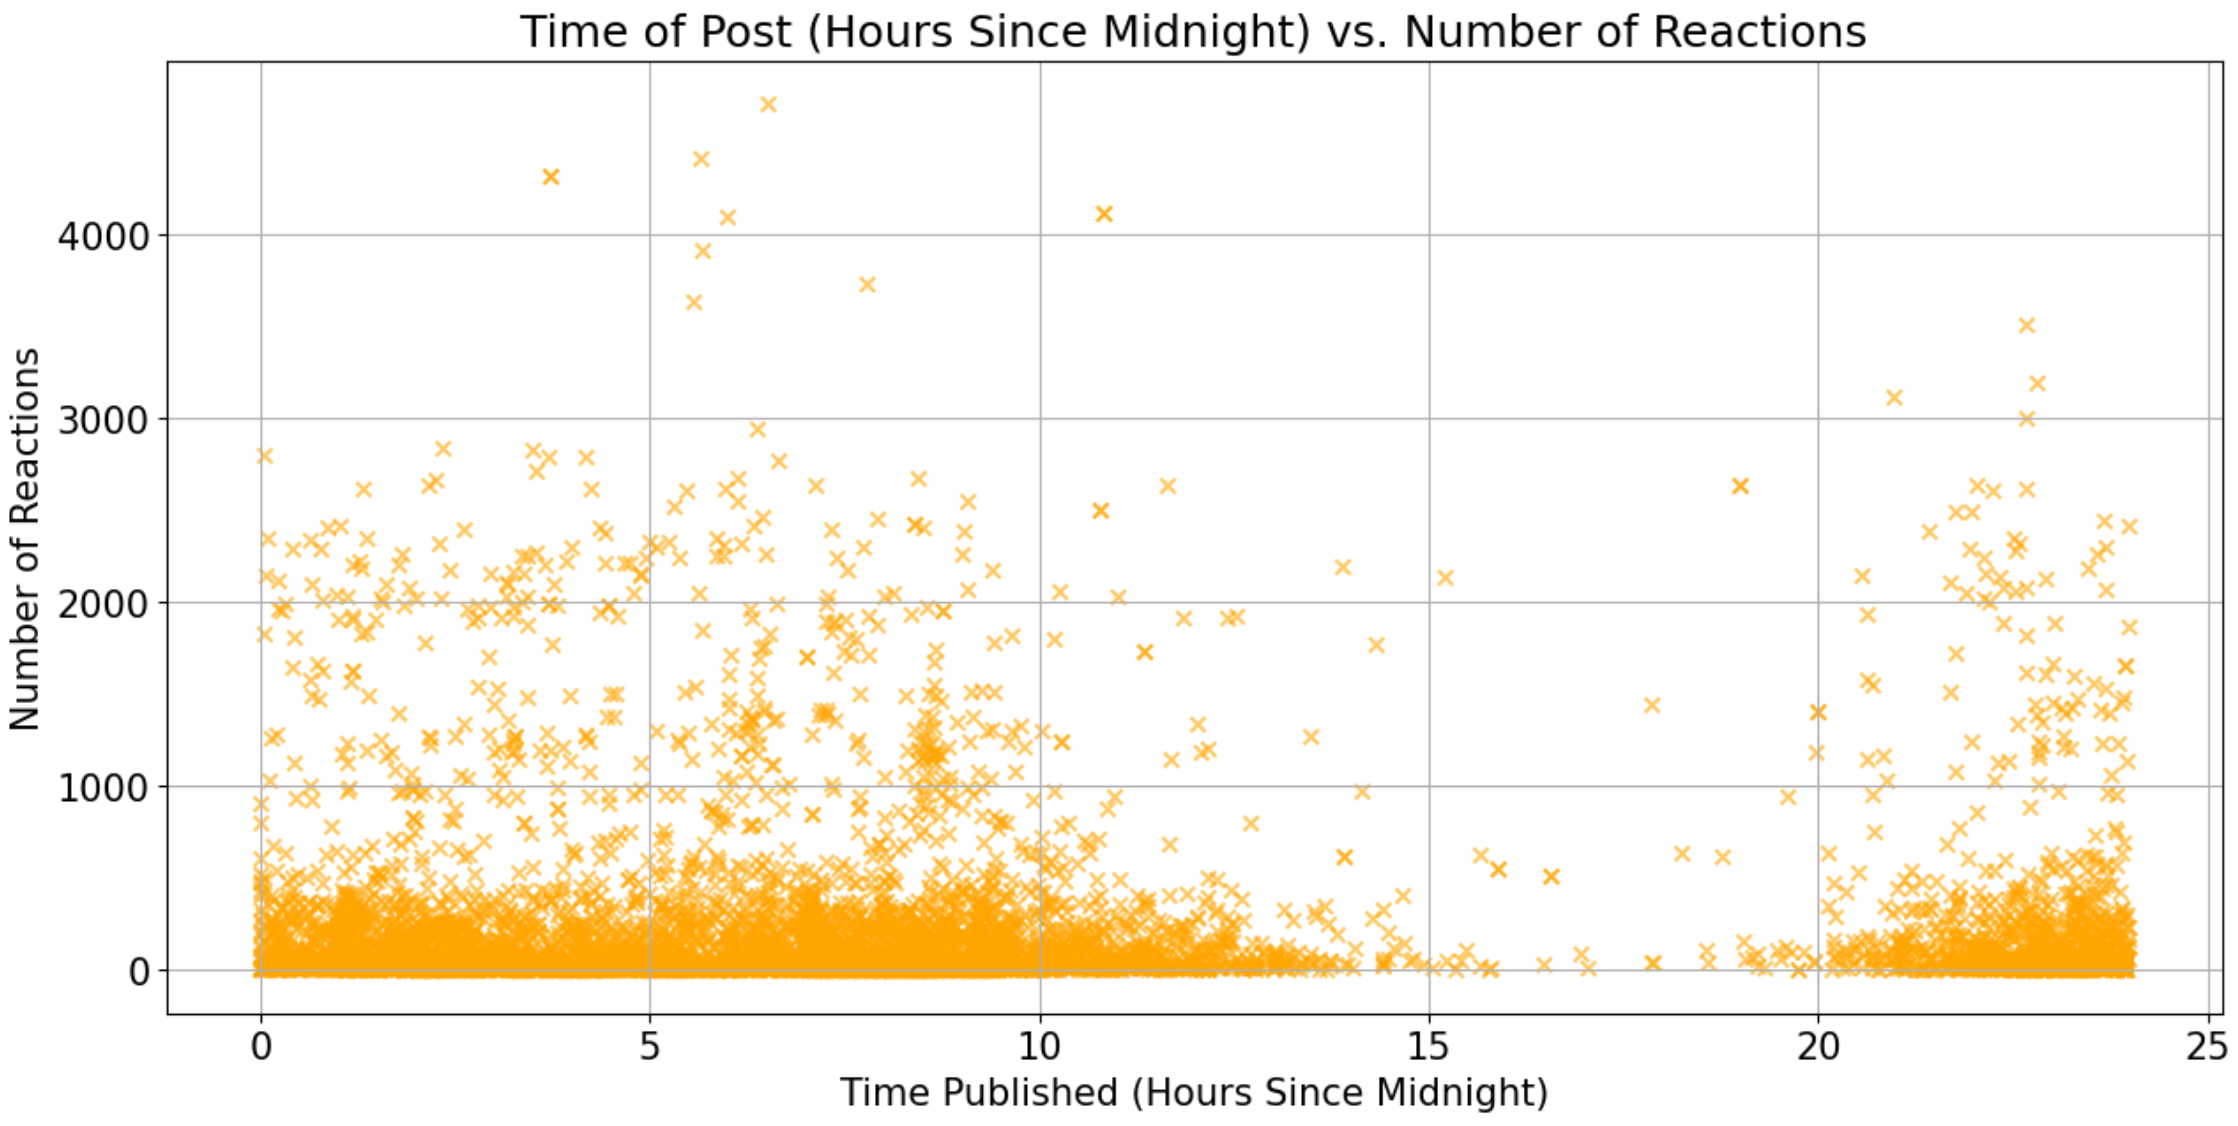 Time of Post (Hours Since Midnight) vs. Number of Reactions
Number of Reactions
4000
3000
2000
1000
0
0 5 10 15 20 25
Time Published (Hours Since Midnight)